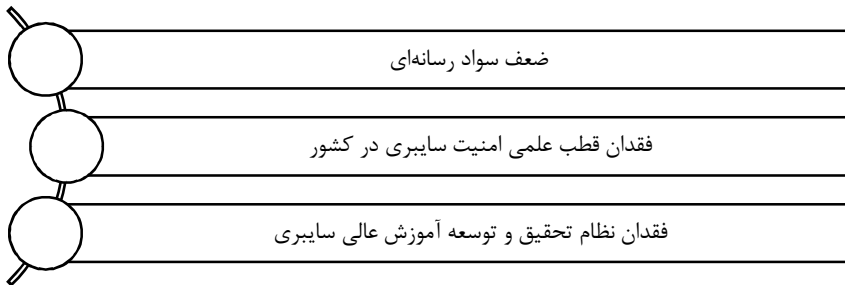 ضعف سواد رسانه‌ای
فقدان قطب علمی امنیت سایبری در کشور
فقدان نظام تحقیق و توسعه آموزش عالی سایبری